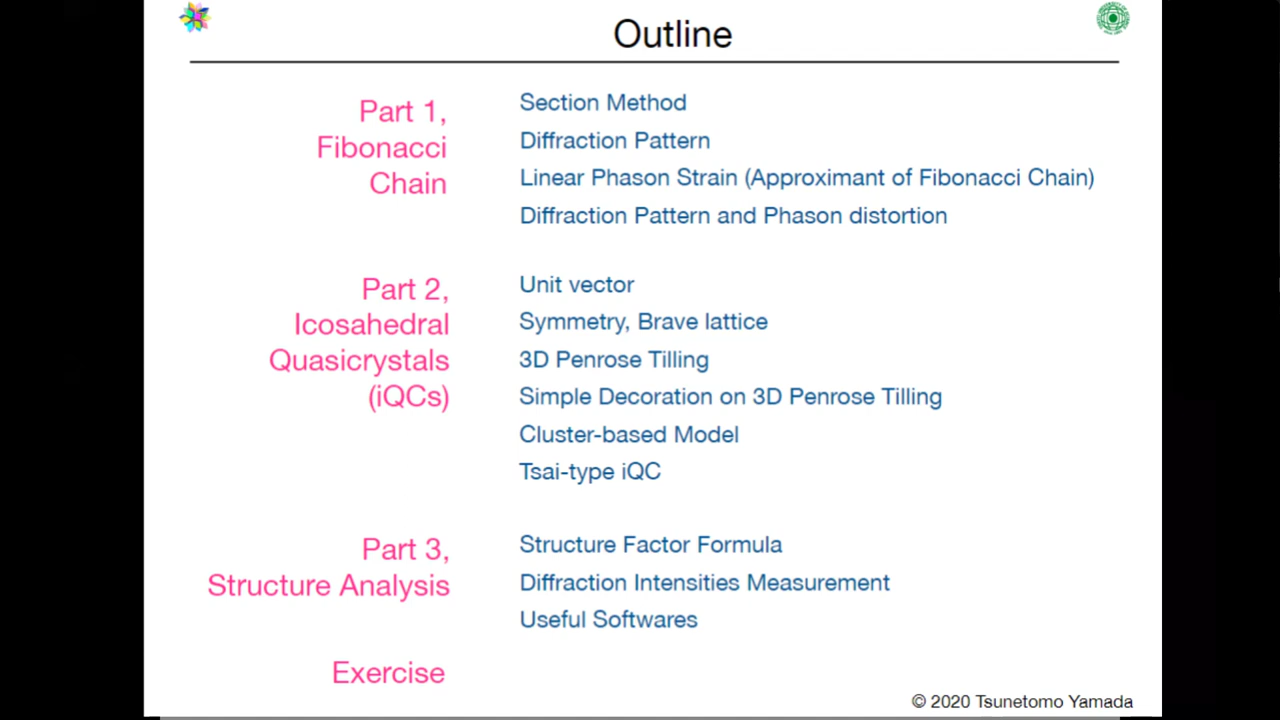 Outline
Part 1,
Fibonacci
Chain
Section Method
Diffraction Pattern
Linear Phason Strain (Approximant of Fibonacci Chain)
Diffraction Pattern and Phason distortion
Part 2,
Icosahedral
Quasicrystals
(iQCs)
Unit vector
Symmetry, Brave lattice
3D Penrose Tilling
Simple Decoration on 3D Penrose Tilling
Cluster-based Model
Tsai-type iQC
Part 3,
Structure Analysis
Structure Factor Formula
Diffraction Intensities Measurement
Useful Softwares
Exercise
© 2020 Tsunetomo Yamada